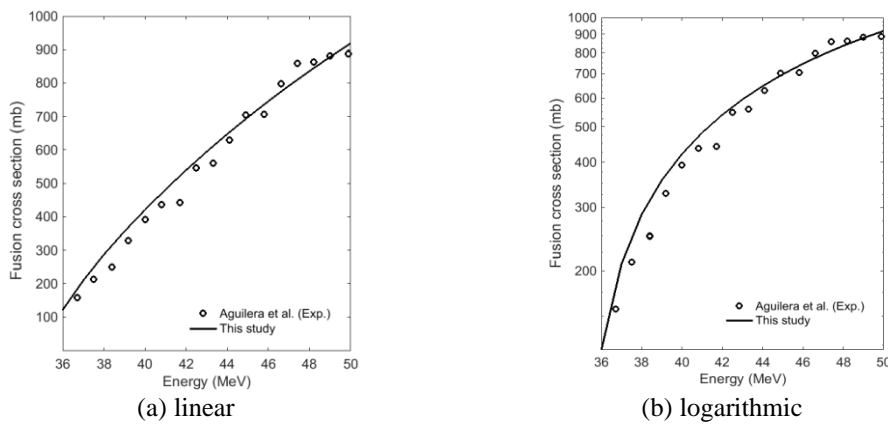 1000
900
800
700
600
500
400
300
200
100
Fusion cross section (mb)
Aguilera et al. (Exp.)
This study
36 38 40 42 44 46 48 50
Energy (MeV)
(a) linear
1000
900
800
700
600
500
400
300
200
Fusion cross section (mb)
Aguilera et al. (Exp.)
This study
36 38 40 42 44 46 48 50
Energy (MeV)
(b) logarithmic